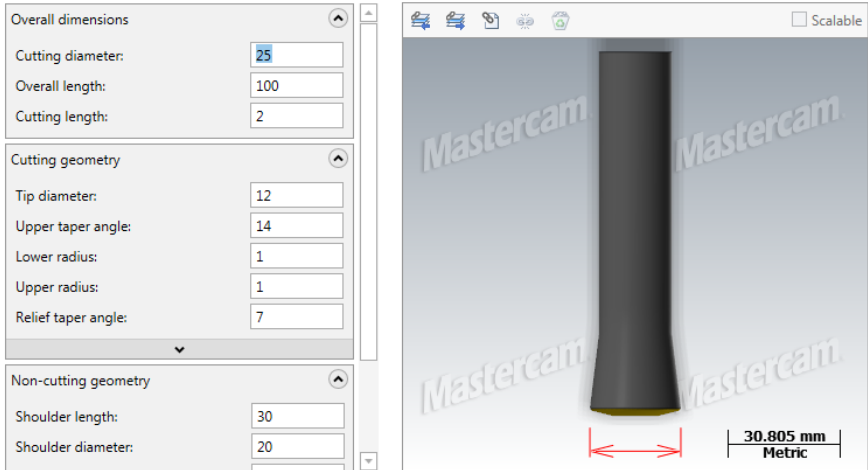 Overall dimensions
Cutting diameter: 25
Overall length: 100
Cutting length: 2
Cutting geometry
Tip diameter: 12
Upper taper angle: 14
Lower radius: 1
Upper radius: 1
Relief taper angle: 7
Non-cutting geometry
Shoulder length: 30
Shoulder diameter: 20
Scalable
Mastercam.
Mastercam.
Mastercam.
Mastercam.
30.805 mm
Metric